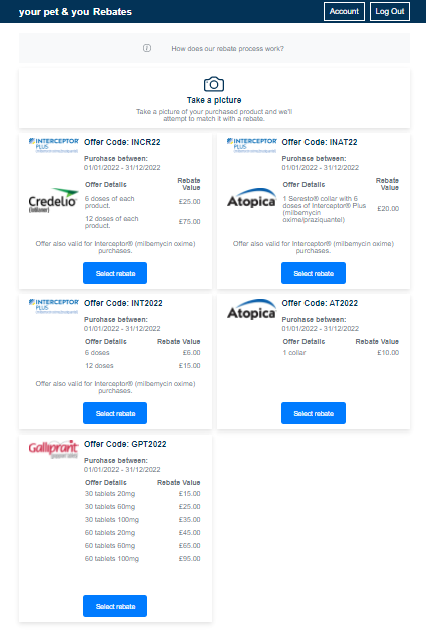 your pet & you Rebates
Account
Log Out
How does our rebate process work?
Take a picture
Take a picture of your purchased product and we'll
attempt to match it with a rebate.
INTERCEPTOR
PLUS
Credelio
(lotilaner)
Offer Code: INCR22
Purchase between:
01/01/2022 - 31/12/2022
Offer Details
Rebate
Value
6 doses of each
product.
£25.00
12 doses of each
product.
£75.00
Offer also valid for Interceptor® (milbemycin oxime)
purchases.
Select rebate
INTERCEPTOR
PLUS
Atopica
Offer Code: INAT22
Purchase between:
01/01/2022 - 31/12/2022
Offer Details
Rebate
Value
1 Seresto® collar with 6
doses of Interceptor® Plus
(milbemycin
oxime/praziquantel)
£20.00
Offer also valid for Interceptor® (milbemycin oxime)
purchases.
Select rebate
INTERCEPTOR
PLUS
Offer Code: INT2022
Purchase between:
01/01/2022 - 31/12/2022
Offer Details Rebate Value
6 doses £6.00
12 doses £15.00
Offer also valid for Interceptor® (milbemycin oxime)
purchases.
Select rebate
Atopica
Offer Code: AT2022
Purchase between:
01/01/2022 - 31/12/2022
Offer Details Rebate Value
1 collar £10.00
Select rebate
Galliprant
Offer Code: GPT2022
Purchase between:
01/01/2022 - 31/12/2022
Offer Details Rebate Value
30 tablets 20mg £15.00
30 tablets 60mg £25.00
30 tablets 100mg £35.00
60 tablets 20mg £45.00
60 tablets 60mg £65.00
60 tablets 100mg £95.00
Select rebate